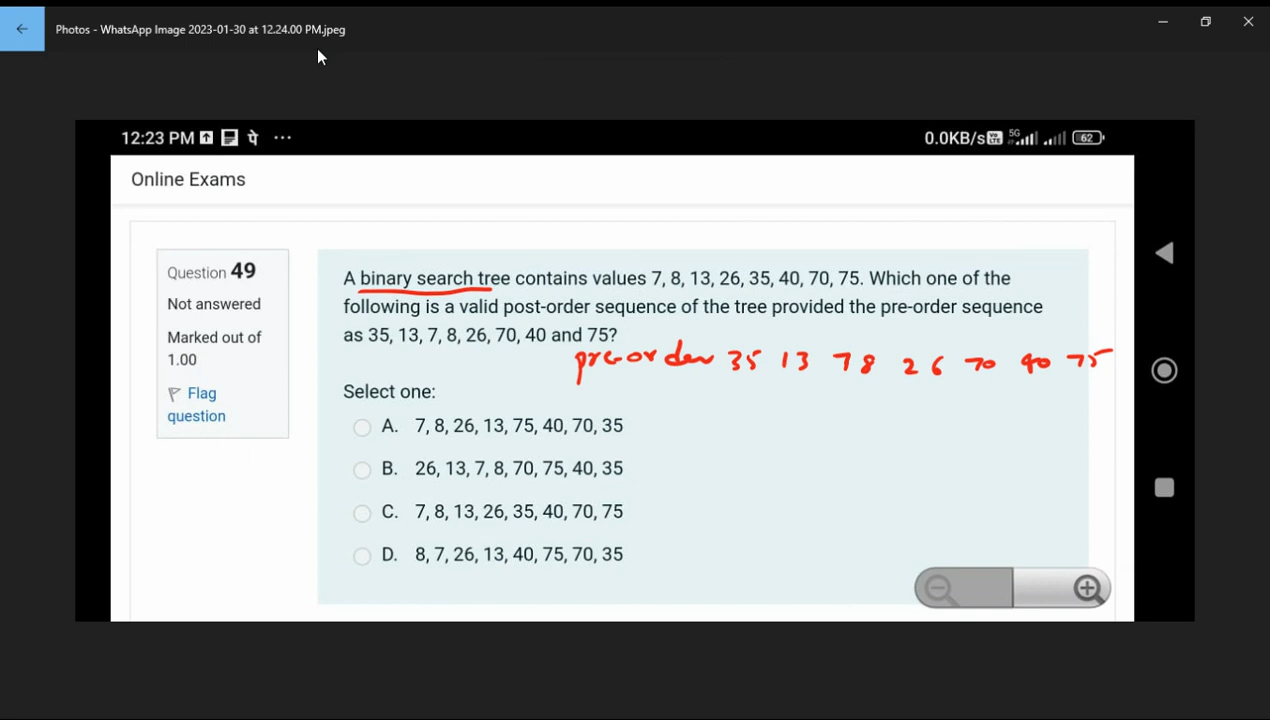 Photos - WhatsApp Image 2023-01-30 at 12.24.00 PM.jpeg
12:23 PM पे ...
0.0KB/s Vo LTE 5G 62
Online Exams
Question 49
Not answered
Marked out of
1.00
Flag
question
A binary search tree contains values 7, 8, 13, 26, 35, 40, 70, 75. Which one of the
following is a valid post-order sequence of the tree provided the pre-order sequence
as 35, 13, 7, 8, 26, 70, 40 and 75?
pre-order 35 13 7 8 26 70 40 75
Select one:
A. 7, 8, 26, 13, 75, 40, 70, 35
B. 26, 13, 7, 8, 70, 75, 40, 35
C. 7, 8, 13, 26, 35, 40, 70, 75
D. 8, 7, 26, 13, 40, 75, 70, 35